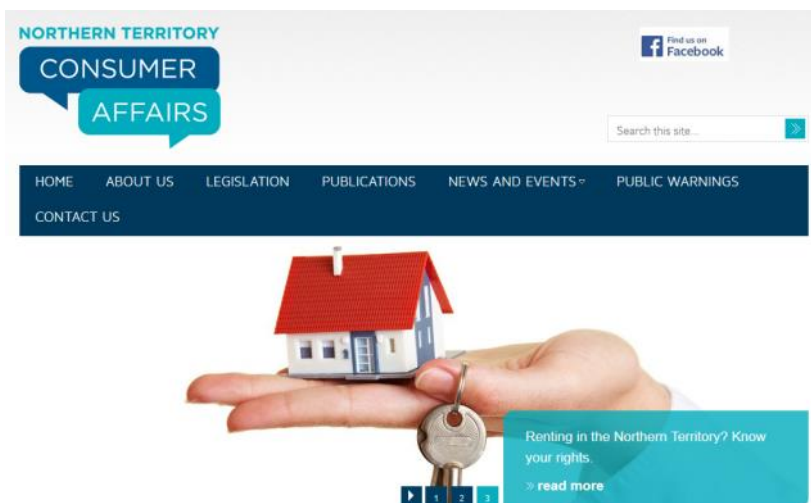 NORTHERN TERRITORY
CONSUMER
AFFAIRS
Find us on
Facebook
Search this site...
HOME ABOUT US LEGISLATION PUBLICATIONS NEWS AND EVENTS PUBLIC WARNINGS
CONTACT US
Renting in the Northern Territory? Know
your rights.
» read more
1 2 3